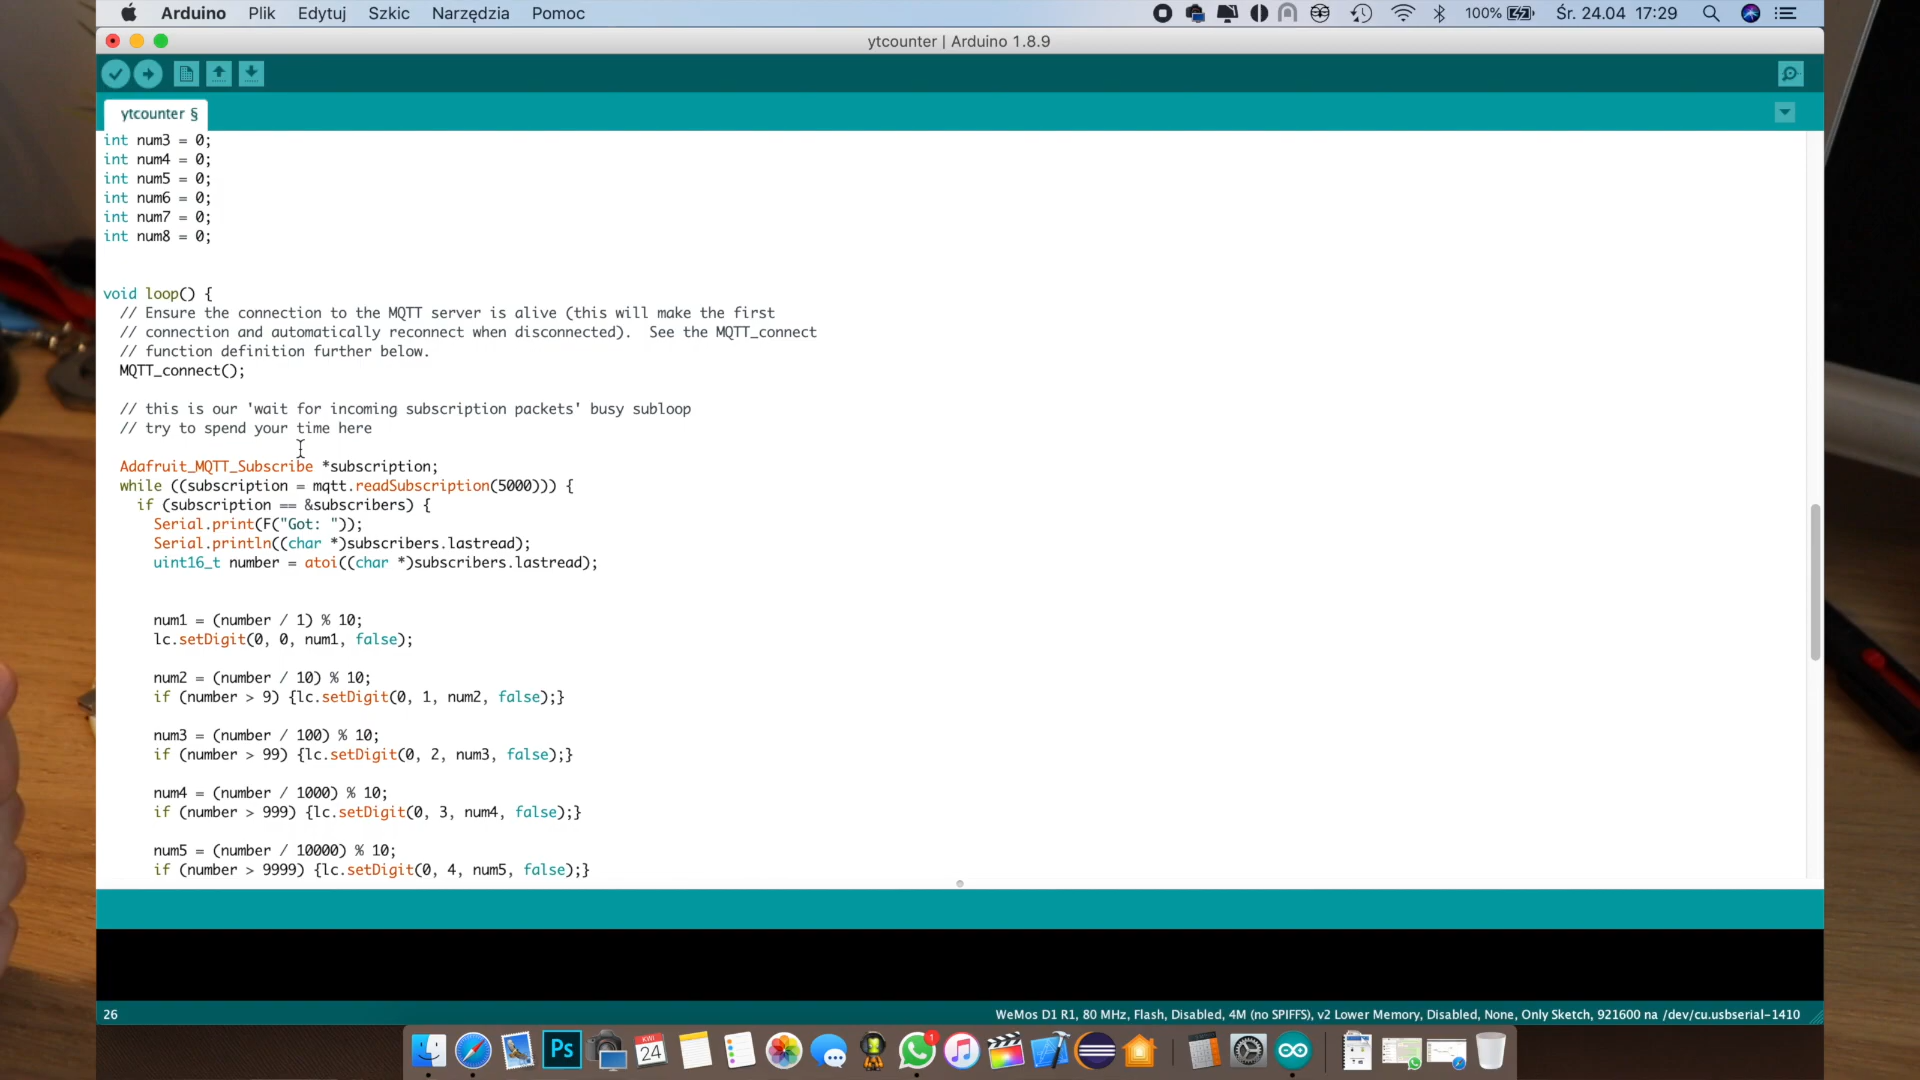 Arduino Plik Edytuj Szkic Narzędzia Pomoc 100% Śr. 24.04 17:29
ytcounter | Arduino 1.8.9
ytcounter §
int num3 = 0;
int num4 = 0;
int num5 = 0;
int num6 = 0;
int num7 = 0;
int num8 = 0;
void loop() {
// Ensure the connection to the MQTT server is alive (this will make the first
// connection and automatically reconnect when disconnected).  See the MQTT_connect
// function definition further below.
MQTT_connect();
// this is our 'wait for incoming subscription packets' busy subloop
// try to spend your time here
Adafruit_MQTT_Subscribe *subscription;
while ((subscription = mqtt.readSubscription(5000))) {
if (subscription == &subscribers) {
Serial.print(F("Got: "));
Serial.println((char *)subscribers.lastread);
uint16_t number = atoi((char *)subscribers.lastread);
num1 = (number / 1) % 10;
lc.setDigit(0, 0, num1, false);
num2 = (number / 10) % 10;
if (number > 9) {lc.setDigit(0, 1, num2, false);}
num3 = (number / 100) % 10;
if (number > 99) {lc.setDigit(0, 2, num3, false);}
num4 = (number / 1000) % 10;
if (number > 999) {lc.setDigit(0, 3, num4, false);}
num5 = (number / 10000) % 10;
if (number > 9999) {lc.setDigit(0, 4, num5, false);}
26 WeMos D1 R1, 80 MHz, Flash, Disabled, 4M (no SPIFFS), v2 Lower Memory, Disabled, None, Only Sketch, 921600 na /dev/cu.usbserial-1410
Ps
KWI
24
1